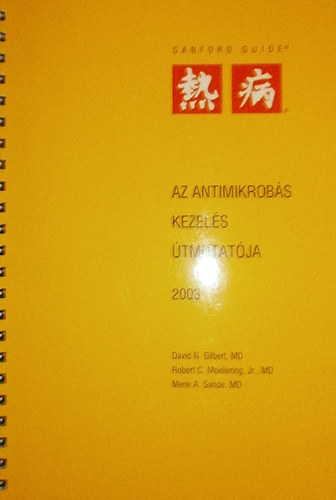 SANFORD GUIDE®
熱病®
AZ ANTIMIKROBÁS
KEZELÉS
ÚTMUTATÓJA
2003
David N. Gilbert, MD
Robert C. Moellering, Jr., MD
Merle A. Sande, MD